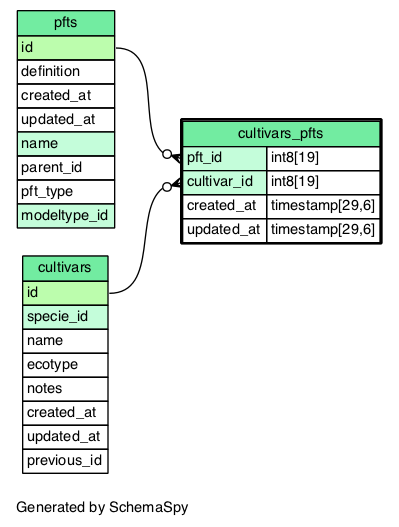 pfts
id
definition
created_at
updated_at
name
parent_id
pft_type
modeltype_id
cultivars_pfts
pft_id int8[19]
cultivar_id int8[19]
created_at timestamp[29,6]
updated_at timestamp[29,6]
cultivars
id
specie_id
name
ecotype
notes
created_at
updated_at
previous_id
Generated by SchemaSpy